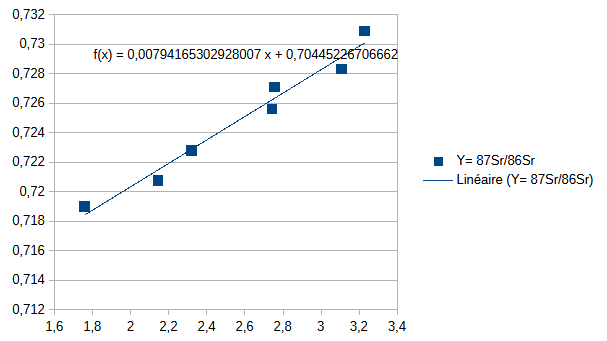 0,732
0,73
0,728
0,726
0,724
0,722
0,72
0,718
0,716
0,714
0,712
f(x) = 0,00794165302928007 x + 0,70445226706662
1,6 1,8 2 2,2 2,4 2,6 2,8 3 3,2 3,4
Y= 87Sr/86Sr
Linéaire (Y= 87Sr/86Sr)